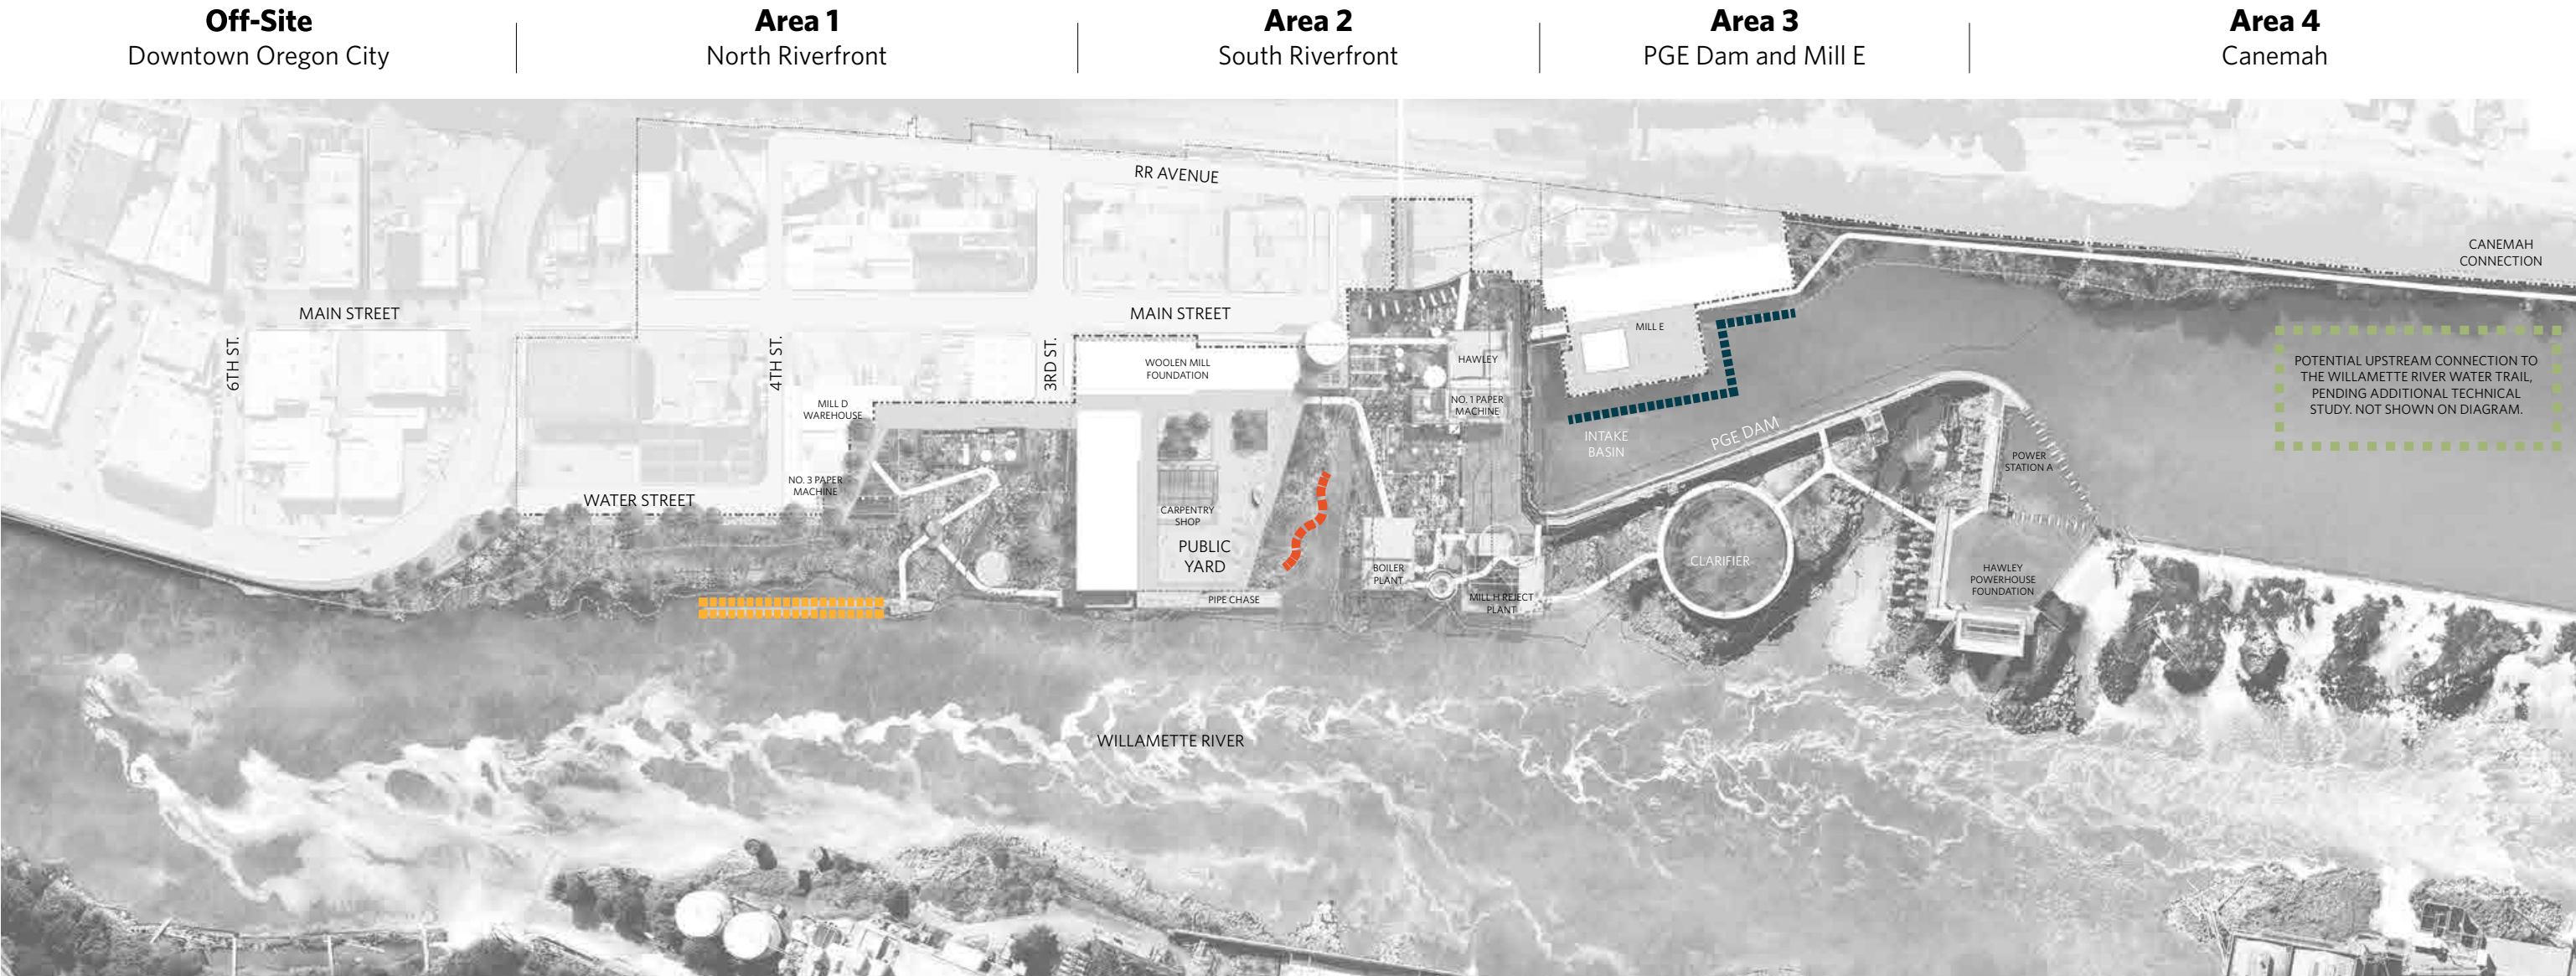 Off-Site
Downtown Oregon City
Area 1
North Riverfront
Area 2
South Riverfront
Area 3
PGE Dam and Mill E
Area 4
Canemah
RR AVENUE
CANEMAH
CONNECTION
MAIN STREET
MAIN STREET
MILL E
6TH ST.
4TH ST.
3RD ST.
WOOLEN MILL
FOUNDATION
HAWLEY
POTENTIAL UPSTREAM CONNECTION TO
THE WILLAMETTE RIVER WATER TRAIL,
PENDING ADDITIONAL TECHNICAL
STUDY. NOT SHOWN ON DIAGRAM.
MILL D
WAREHOUSE
NO. 1 PAPER
MACHINE
INTAKE
BASIN
PGE DAM
POWER
STATION A
NO. 3 PAPER
MACHINE
WATER STREET
CARPENTRY
SHOP
PUBLIC
YARD
BOILER
PLANT
CLARIFIER
HAWLEY
POWERHOUSE
FOUNDATION
PIPE CHASE
MILL H REJECT
PLANT
WILLAMETTE RIVER